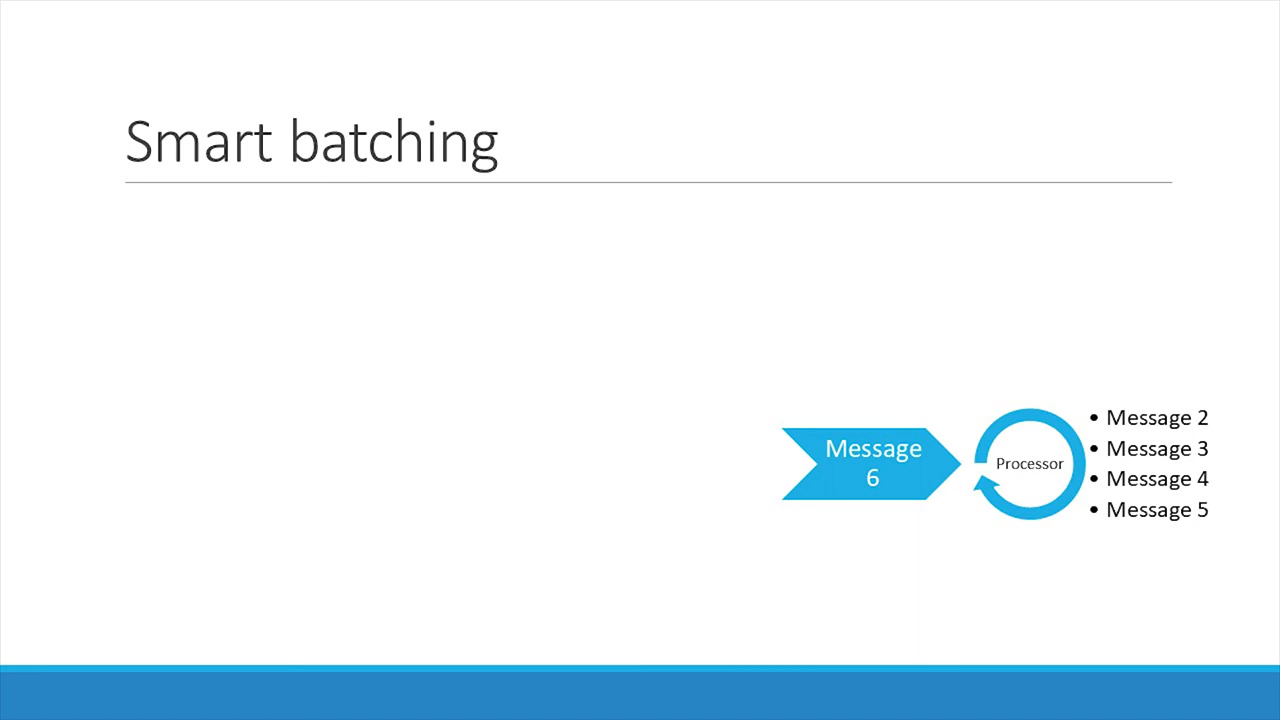 Smart batching
Message
6
Processor
• Message 2
• Message 3
• Message 4
• Message 5